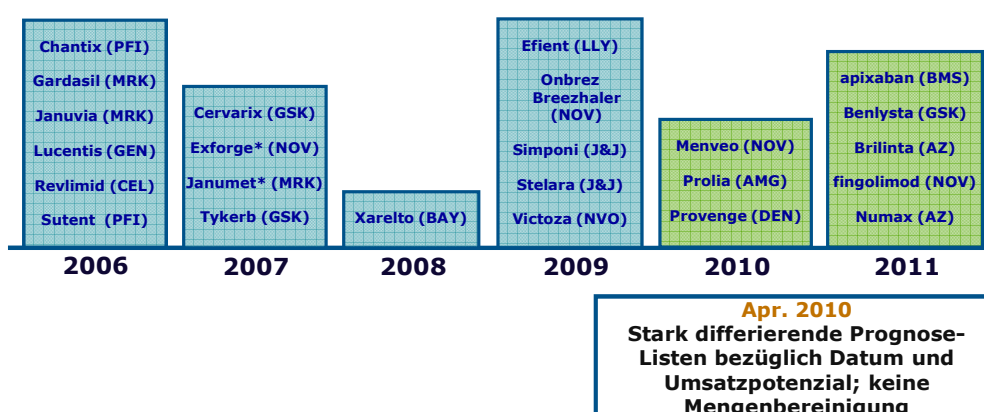 Chantix (PFI)
Gardasil (MRK)
Januvia (MRK)
Lucentis (GEN)
Revlimid (CEL)
Sutent (PFI)
Cervarix (GSK)
Exforge* (NOV)
Janumet* (MRK)
Tykerb (GSK)
Xarelto (BAY)
Efient (LLY)
Onbrez
Breezhaler
(NOV)
Simponi (J&J)
Stelara (J&J)
Victoza (NVO)
Menveo (NOV)
Prolia (AMG)
Provenge (DEN)
apixaban (BMS)
Benlysta (GSK)
Brilinta (AZ)
fingolimod (NOV)
Numax (AZ)
2006 2007 2008 2009 2010 2011
Apr. 2010
Stark differierende Prognose-
Listen bezüglich Datum und
Umsatzpotenzial; keine
Mengenbereinigung